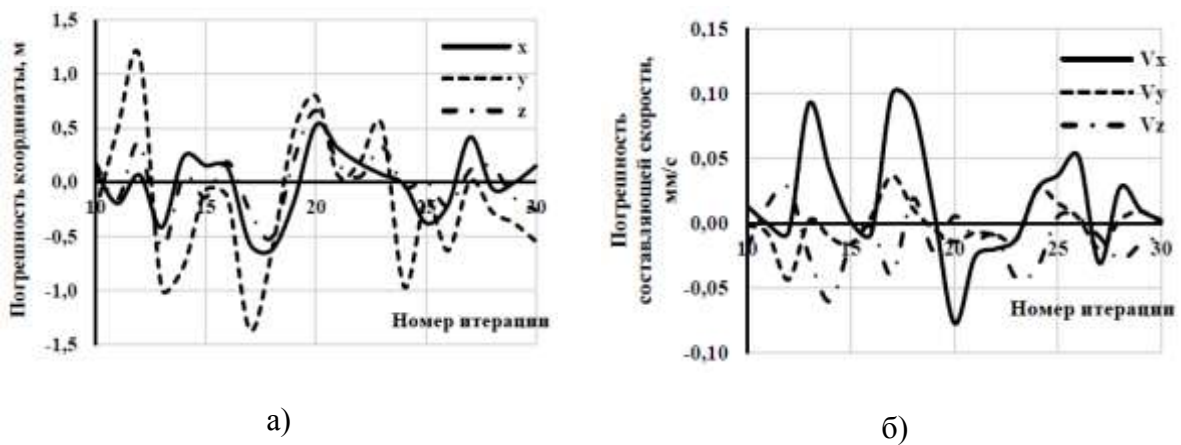 Погрешность координаты, м
1,5
1,0
0,5
0,0
-0,5
-1,0
-1,5
10
15
20
25
30
x
y
z
Номер итерации
а)
Погрешность
составляющей скорости,
мм/с
0,15
0,10
0,05
0,00
-0,05
-0,10
10
15
20
25
30
Vx
Vy
Vz
Номер итерации
б)